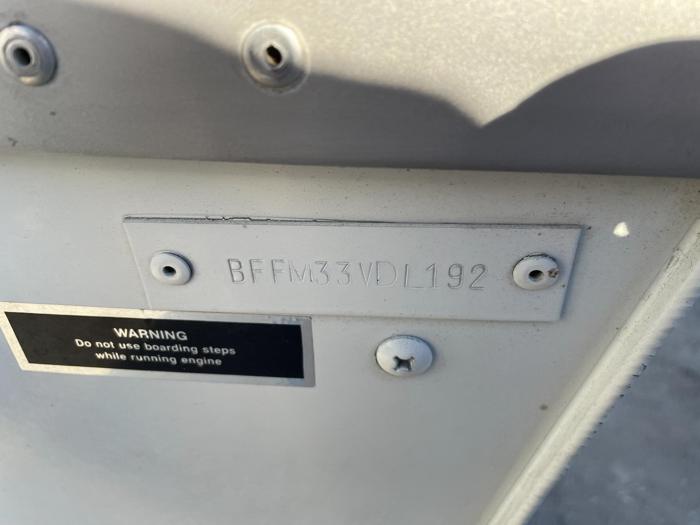 BFFM33VDL192
WARNING
Do not use boarding steps
while running engine